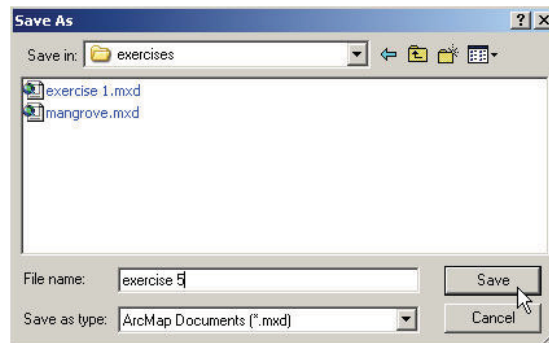 Save As
Save in: exercises
exercise 1.mxd
mangrove.mxd
File name: exercise 5 Save
Save as type: ArcMap Documents (*.mxd) Cancel